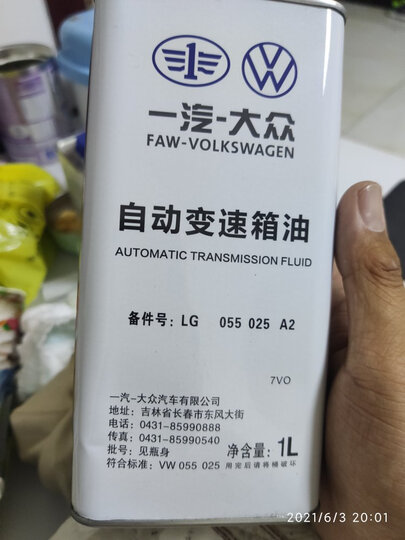 一汽-大众
FAW-VOLKSWAGEN
自动变速箱油
AUTOMATIC TRANSMISSION FLUID
备件号: LG 055 025 A2
7VO
一汽-大众汽车有限公司
地址: 吉林省长春市东风大街
电话: 0431-85990888
传真: 0431-85990540
批号: 见瓶身
净含量: 1L
符合标准: VW 055 025
用完后请将桶破坏
2021/6/3 20:01